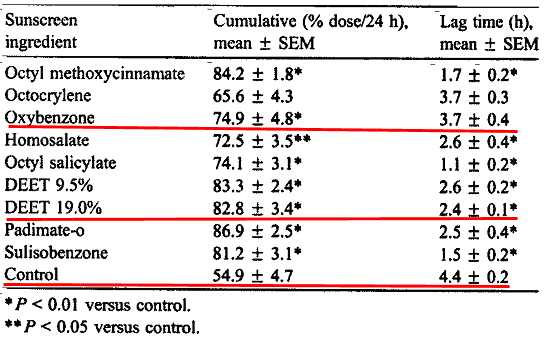 Sunscreen Cumulative (% dose/24 h), Lag time (h),
ingredient mean ± SEM mean ± SEM
Octyl methoxycinnamate 84.2 ± 1.8* 1.7 ± 0.2*
Octocrylene 65.6 ± 4.3 3.7 ± 0.3
Oxybenzone 74.9 ± 4.8* 3.7 ± 0.4
Homosalate 72.5 ± 3.5** 2.6 ± 0.4*
Octyl salicylate 74.1 ± 3.1* 1.1 ± 0.2*
DEET 9.5% 83.3 ± 2.4* 2.6 ± 0.2*
DEET 19.0% 82.8 ± 3.4* 2.4 ± 0.1*
Padimate-o 86.9 ± 2.5* 2.5 ± 0.4*
Sulisobenzone 81.2 ± 3.1* 1.5 ± 0.2*
Control 54.9 ± 4.7 4.4 ± 0.2
*P < 0.01 versus control.
**P < 0.05 versus control.